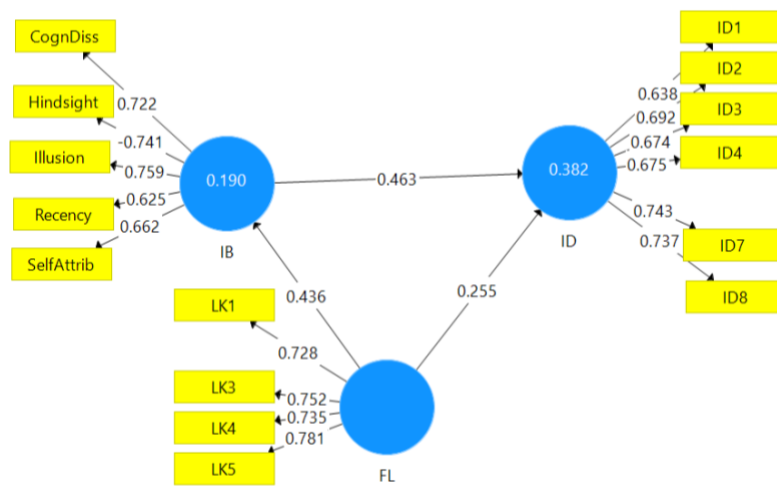 CognDiss
Hindsight
Illusion
Recency
SelfAttrib
0.722
-0.741
0.759
0.625
0.662
0.190
IB
0.463
0.436
0.255
LK1
LK3
LK4
LK5
0.728
0.752
0.735
0.781
FL
0.382
ID
0.638
0.692
0.674
0.675
0.743
0.737
ID1
ID2
ID3
ID4
ID7
ID8